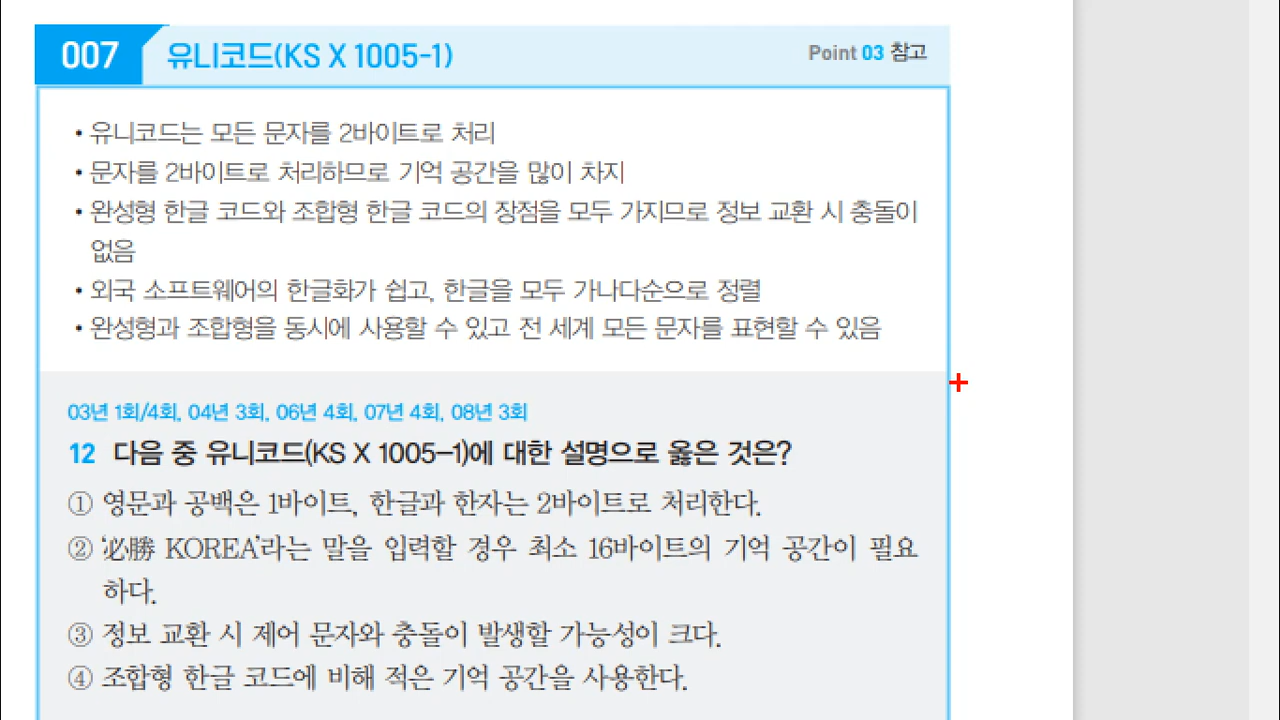 007 유니코드(KS X 1005-1) Point 03 참고
• 유니코드는 모든 문자를 2바이트로 처리
• 문자를 2바이트로 처리하므로 기억 공간을 많이 차지
• 완성형 한글 코드와 조합형 한글 코드의 장점을 모두 가지므로 정보 교환 시 충돌이
없음
• 외국 소프트웨어의 한글화가 쉽고, 한글을 모두 가나다순으로 정렬
• 완성형과 조합형을 동시에 사용할 수 있고 전 세계 모든 문자를 표현할 수 있음
03년 1회/4회, 04년 3회, 06년 4회, 07년 4회, 08년 3회
12 다음 중 유니코드(KS X 1005-1)에 대한 설명으로 옳은 것은?
① 영문과 공백은 1바이트, 한글과 한자는 2바이트로 처리한다.
② ‘必勝 KOREA’라는 말을 입력할 경우 최소 16바이트의 기억 공간이 필요
하다.
③ 정보 교환 시 제어 문자와 충돌이 발생할 가능성이 크다.
④ 조합형 한글 코드에 비해 적은 기억 공간을 사용한다.